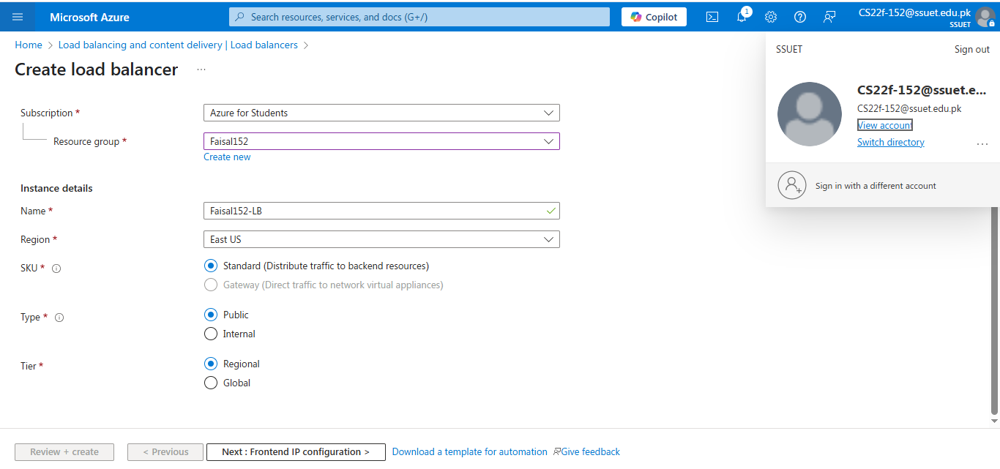 Microsoft Azure
Search resources, services, and docs (G+/)
Copilot
1
CS22f-152@ssuet.edu.pk
SSUET
Home > Load balancing and content delivery | Load balancers >
Create load balancer ...
SSUET
Sign out
CS22f-152@ssuet.e...
CS22f-152@ssuet.edu.pk
View account
Switch directory
...
Sign in with a different account
Subscription * Azure for Students
Resource group * Faisal152
Create new
Instance details
Name * Faisal152-LB
Region * East US
SKU * Standard (Distribute traffic to backend resources)
Gateway (Direct traffic to network virtual appliances)
Type * Public
Internal
Tier * Regional
Global
Review + create < Previous Next : Frontend IP configuration > Download a template for automation Give feedback